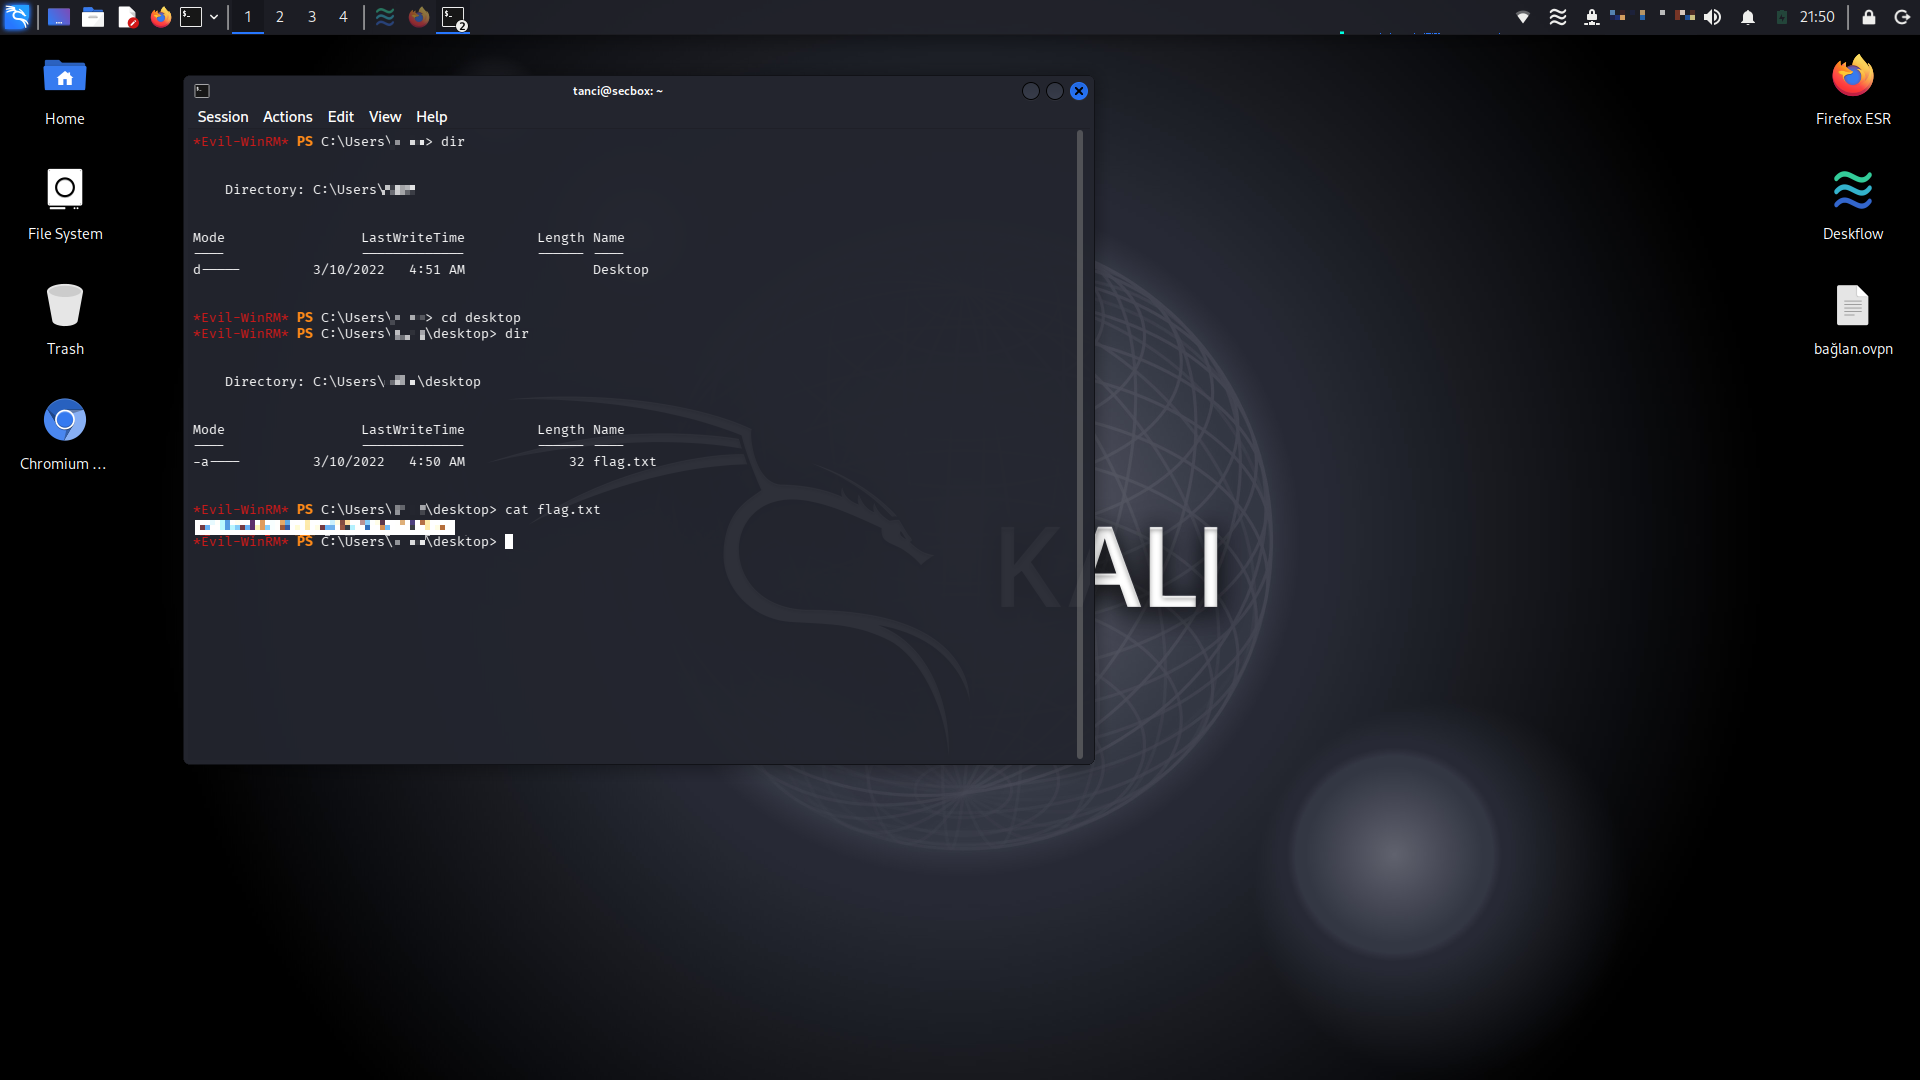 1 2 3 4 2 21:50
tanci@secbox: ~
Session Actions Edit View Help
*Evil-WinRM* PS C:\Users\ > dir
Directory: C:\Users\
Mode LastWriteTime Length Name
---- ------------- ------ ----
d----- 3/10/2022 4:51 AM Desktop
*Evil-WinRM* PS C:\Users\ > cd desktop
*Evil-WinRM* PS C:\Users\ \desktop> dir
Directory: C:\Users\ \desktop
Mode LastWriteTime Length Name
---- ------------- ------ ----
-a---- 3/10/2022 4:50 AM 32 flag.txt
*Evil-WinRM* PS C:\Users\ \desktop> cat flag.txt
*Evil-WinRM* PS C:\Users\ \desktop>
Home
File System
Trash
Chromium ...
KALI
Firefox ESR
Deskflow
bağlan.ovpn